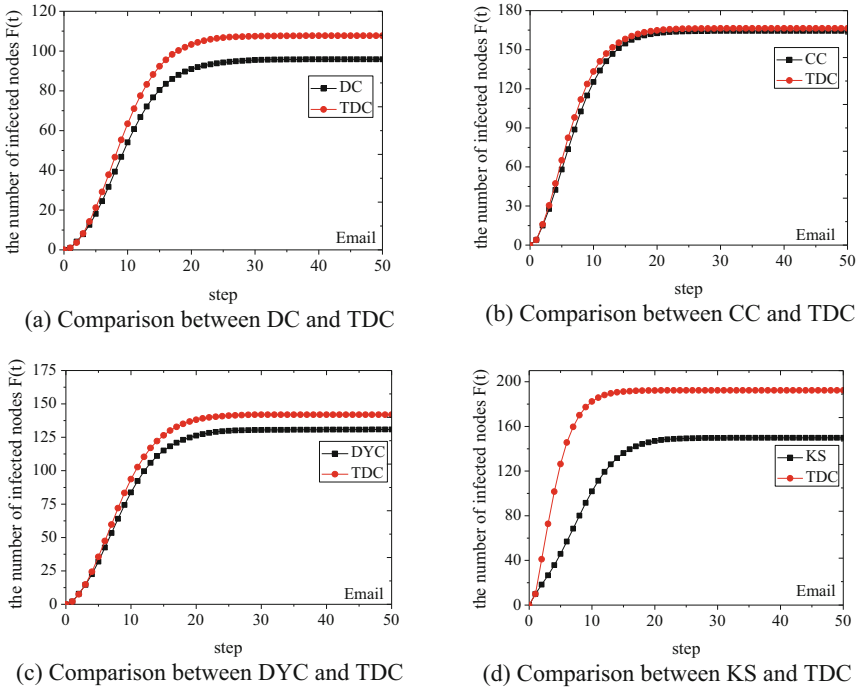 the number of infected nodes F(t)
120
100
80
60
40
20
0
DC
TDC
Email
0 10 20 30 40 50
step
(a) Comparison between DC and TDC
the number of infected nodes F(t)
180
150
120
90
60
30
0
CC
TDC
Email
0 10 20 30 40 50
step
(b) Comparison between CC and TDC
the number of infected nodes F(t)
175
150
125
100
75
50
25
0
DYC
TDC
Email
0 10 20 30 40 50
step
(c) Comparison between DYC and TDC
the number of infected nodes F(t)
200
160
120
80
40
0
KS
TDC
Email
0 10 20 30 40 50
step
(d) Comparison between KS and TDC